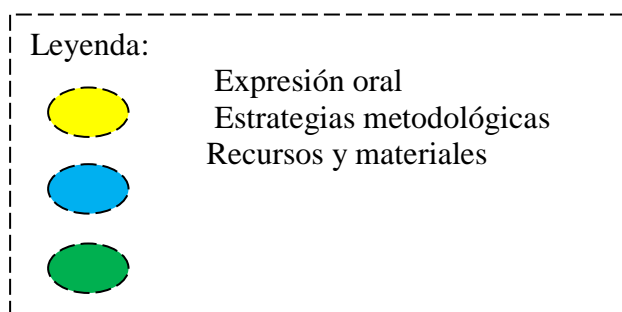 Leyenda:
Expresión oral
Estrategias metodológicas
Recursos y materiales